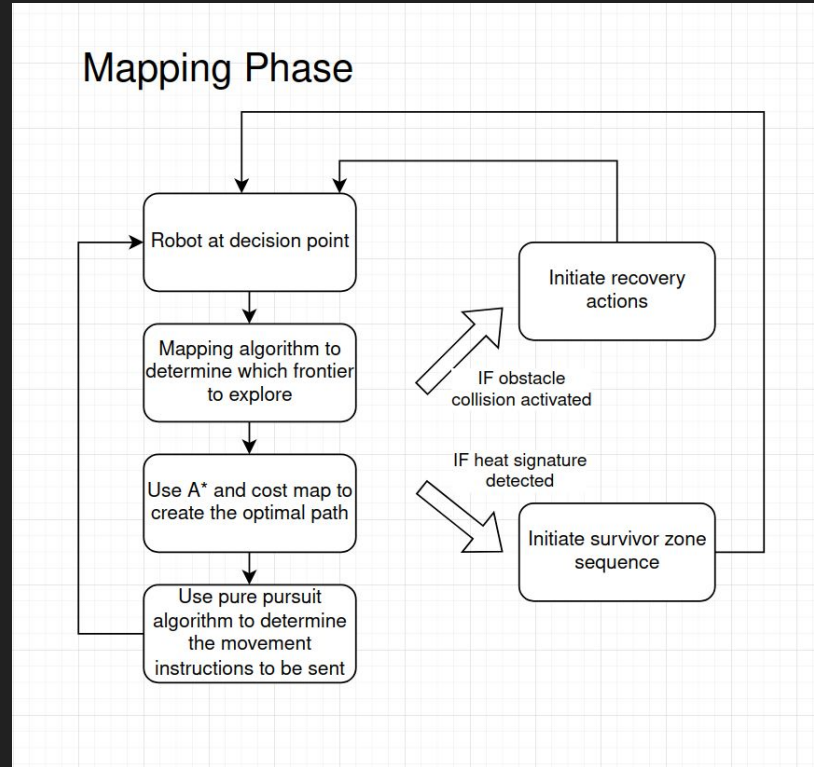 Mapping Phase
Robot at decision point
Mapping algorithm to
determine which frontier
to explore
Use A* and cost map to
create the optimal path
Use pure pursuit
algorithm to determine
the movement
instructions to be sent
Initiate recovery
actions
IF obstacle
collision activated
IF heat signature
detected
Initiate survivor zone
sequence